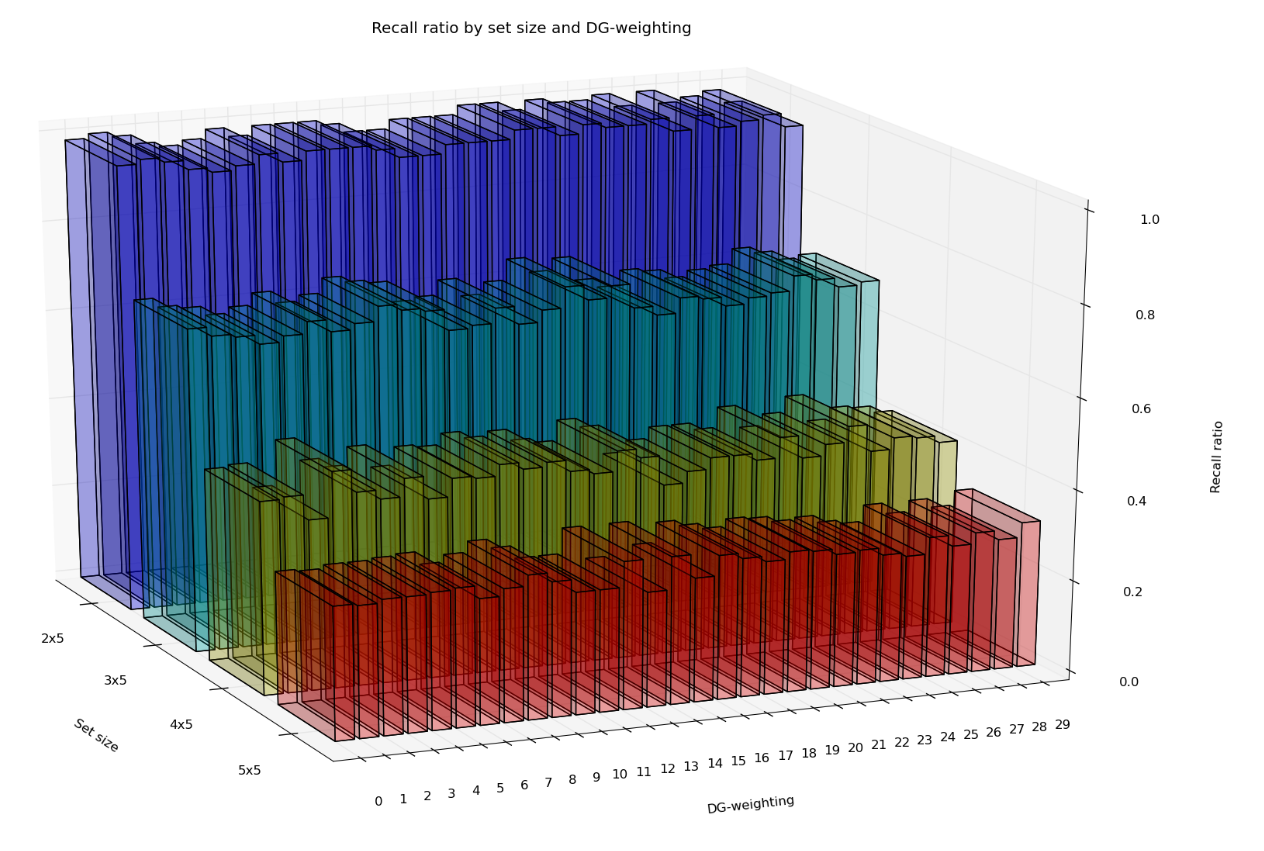 Recall ratio by set size and DG-weighting
1.0
0.8
0.6
0.4
0.2
0.0
Recall ratio
2x5
3x5
4x5
5x5
Set size
0 1 2 3 4 5 6 7 8 9 10 11 12 13 14 15 16 17 18 19 20 21 22 23 24 25 26 27 28 29
DG-weighting